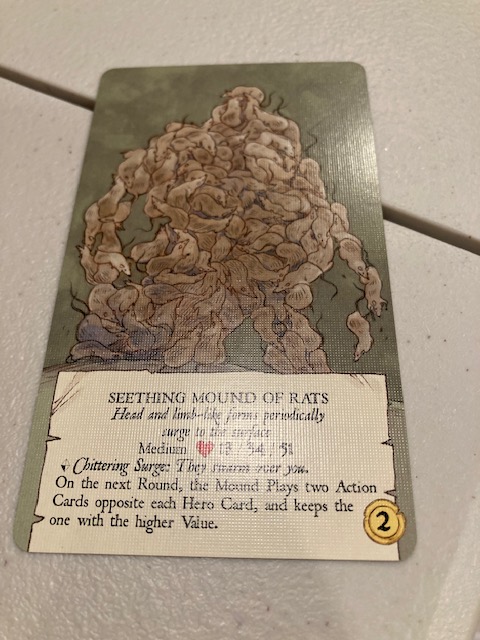 SEETHING MOUND OF RATS
Head and limb-like forms periodically
surge to the surface
Medium 13 / 34 / 51
Chittering Surge: They swarm over you.
On the next Round, the Mound Plays two Action
Cards opposite each Hero Card, and keeps the
one with the higher Value.
2